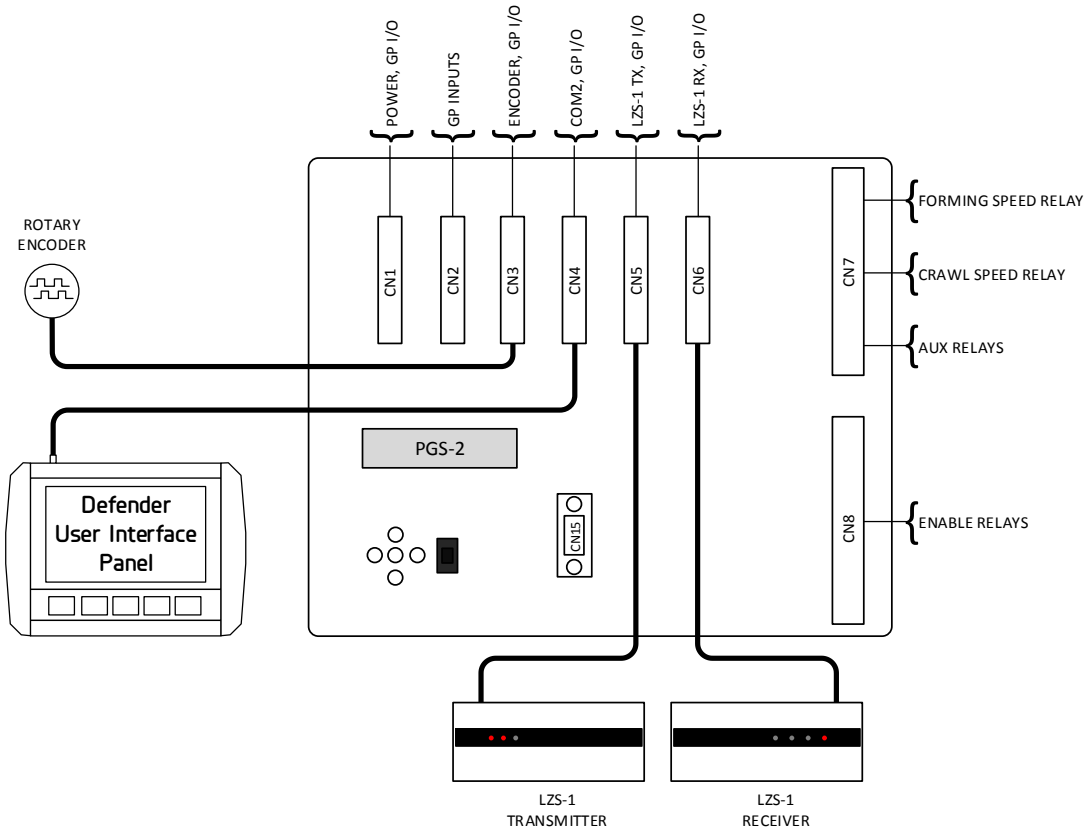 POWER, GP I/O
GP INPUTS
ENCODER, GP I/O
COM2, GP I/O
LZS-1 TX, GP I/O
LZS-1 RX, GP I/O
ROTARY
ENCODER
CN1
CN2
CN3
CN4
CN5
CN6
CN7
FORMING SPEED RELAY
CRAWL SPEED RELAY
AUX RELAYS
PGS-2
Defender
User Interface
Panel
CN15
CN8
ENABLE RELAYS
LZS-1
TRANSMITTER
LZS-1
RECEIVER